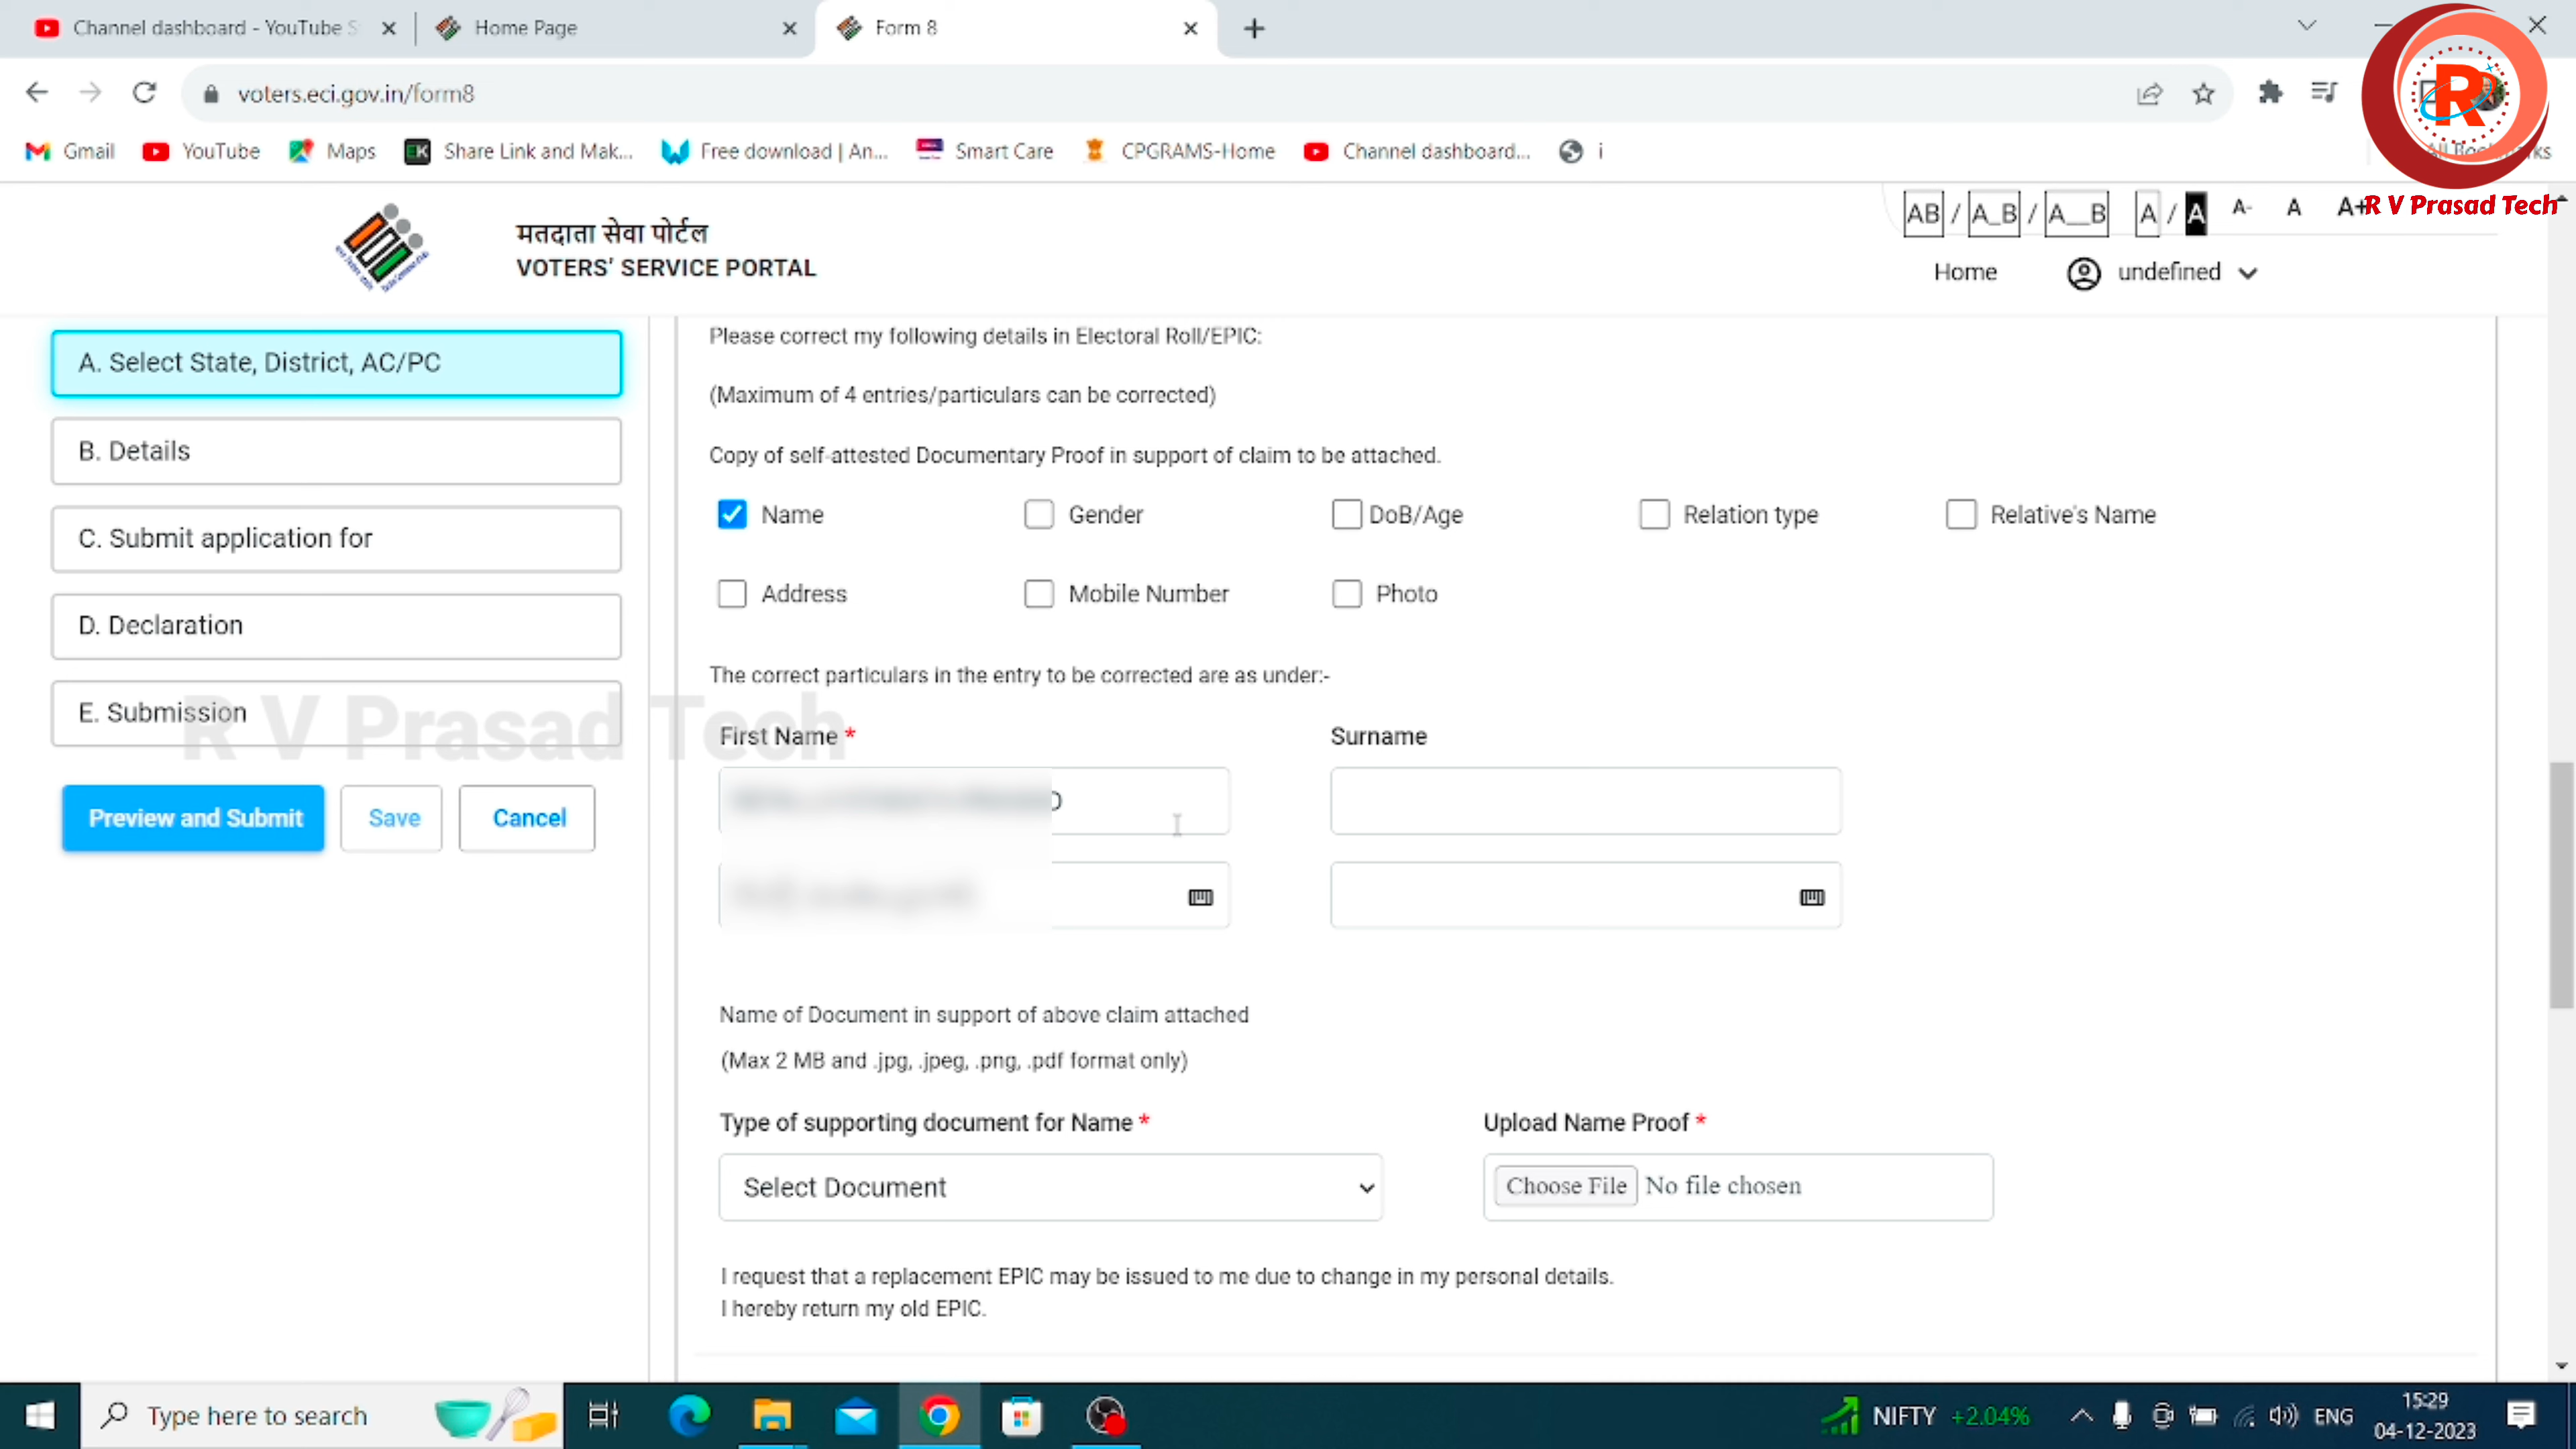 Channel dashboard - YouTube S
Home Page
Form 8
voters.eci.gov.in/form8
Gmail
YouTube
Maps
Share Link and Mak...
Free download | An...
Smart Care
CPGRAMS-Home
Channel dashboard...
i
R V Prasad Tech
मतदाता सेवा पोर्टल
VOTERS' SERVICE PORTAL
AB / A_B / A__B A / A A- A A+
Home
undefined
A. Select State, District, AC/PC
B. Details
C. Submit application for
D. Declaration
E. Submission
Preview and Submit
Save
Cancel
R V Prasad Tech
Please correct my following details in Electoral Roll/EPIC:
(Maximum of 4 entries/particulars can be corrected)
Copy of self-attested Documentary Proof in support of claim to be attached.
Name
Gender
DoB/Age
Relation type
Relative's Name
Address
Mobile Number
Photo
The correct particulars in the entry to be corrected are as under:-
First Name *
Surname
Name of Document in support of above claim attached
(Max 2 MB and .jpg, .jpeg, .png, .pdf format only)
Type of supporting document for Name *
Upload Name Proof *
Select Document
Choose File No file chosen
I request that a replacement EPIC may be issued to me due to change in my personal details.
I hereby return my old EPIC.
Type here to search
NIFTY +2.04%
ENG
15:29
04-12-2023